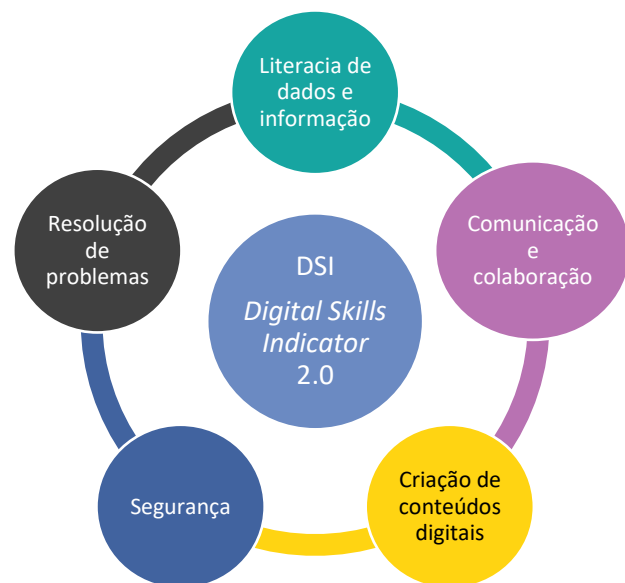 Literacia de
dados e
informação
Comunicação
e
colaboração
Criação de
conteúdos
digitais
Segurança
Resolução
de
problemas
DSI
Digital Skills
Indicator
2.0